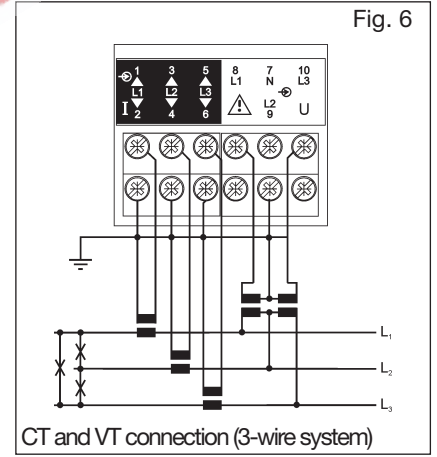 Fig. 6
1 3 5 8 7 10
L1 N L3
L1 L2 L3 L2
I 2 4 6 9 U
L1
L2
L3
CT and VT connection (3-wire system)